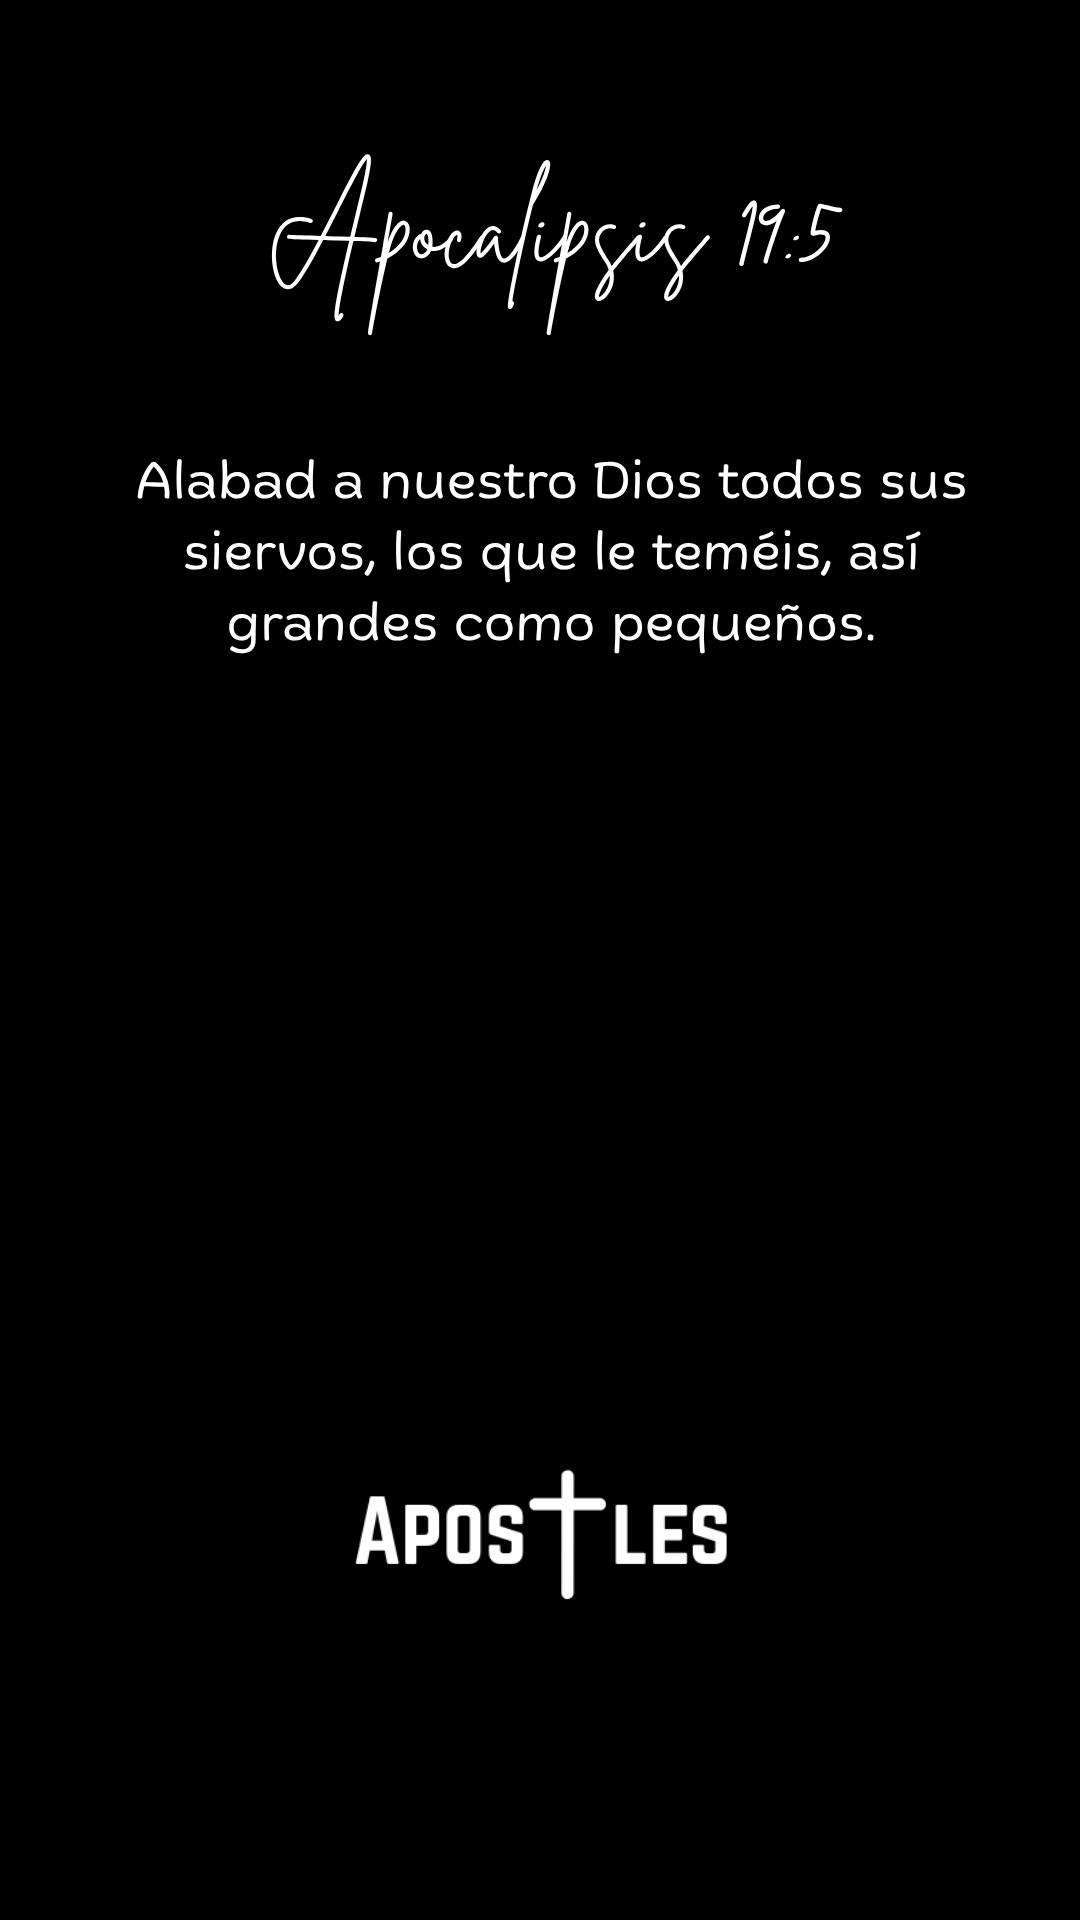 Apocalipsis 19:5
Alabad a nuestro Dios todos sus
siervos, los que le teméis, así
grandes como pequeños.
APOS†LES